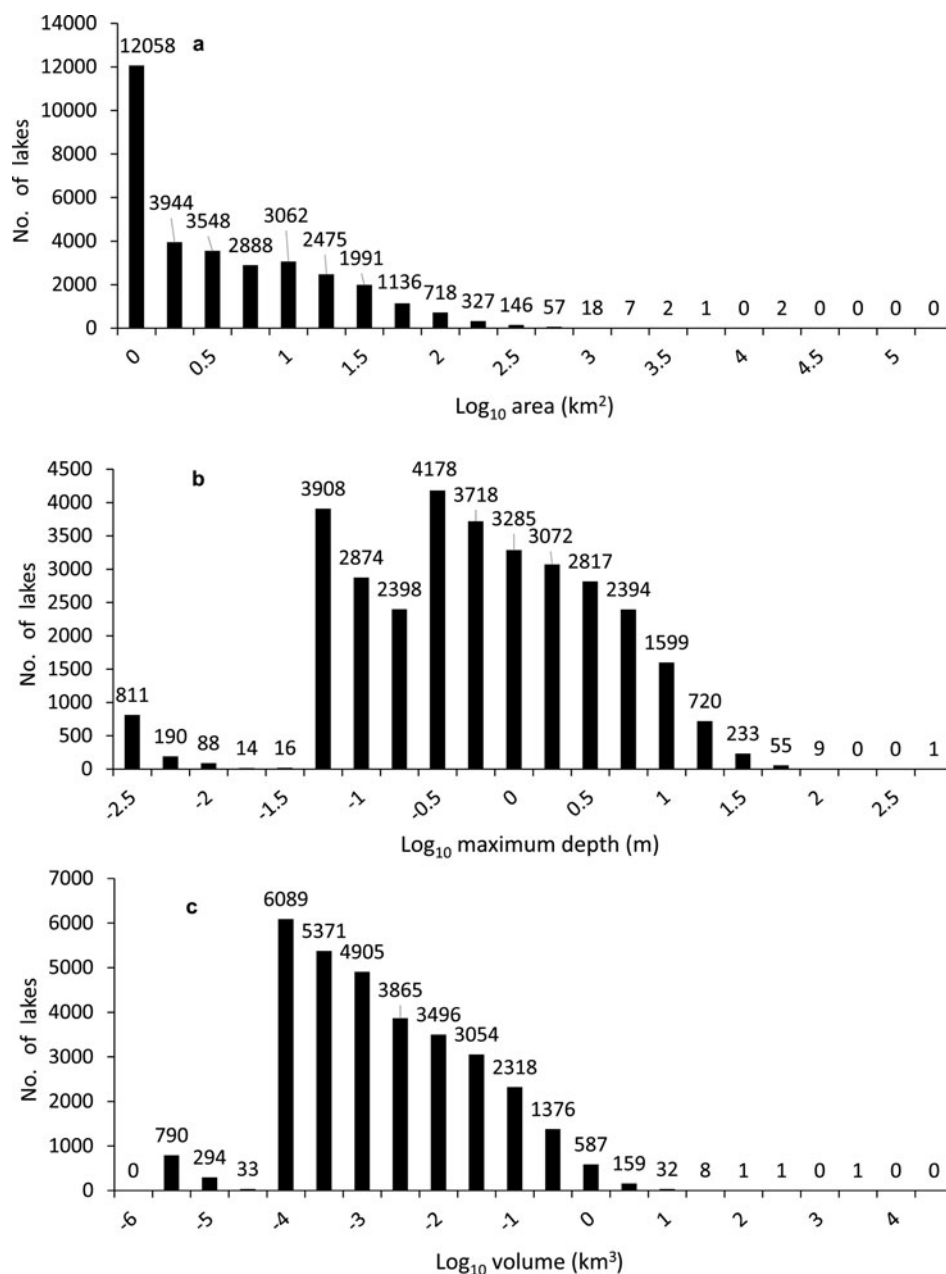 a
No. of lakes
14000
12000
10000
8000
6000
4000
2000
0
12058 3944 3548 2888 3062 2475 1991 1136 718 327 146 57 18 7 2 1 0 2 0 0 0 0
0 0.5 1 1.5 2 2.5 3 3.5 4 4.5 5
Log10 area (km²)
b
No. of lakes
4500
4000
3500
3000
2500
2000
1500
1000
500
0
811 190 88 14 16 3908 2874 2398 4178 3718 3285 3072 2817 2394 1599 720 233 55 9 0 0 1
-2.5 -2 -1.5 -1 -0.5 0 0.5 1 1.5 2 2.5
Log10 maximum depth (m)
c
No. of lakes
7000
6000
5000
4000
3000
2000
1000
0
0 790 294 33 6089 5371 4905 3865 3496 3054 2318 1376 587 159 32 8 1 1 0 1 0 0
-6 -5 -4 -3 -2 -1 0 1 2 3 4
Log10 volume (km³)